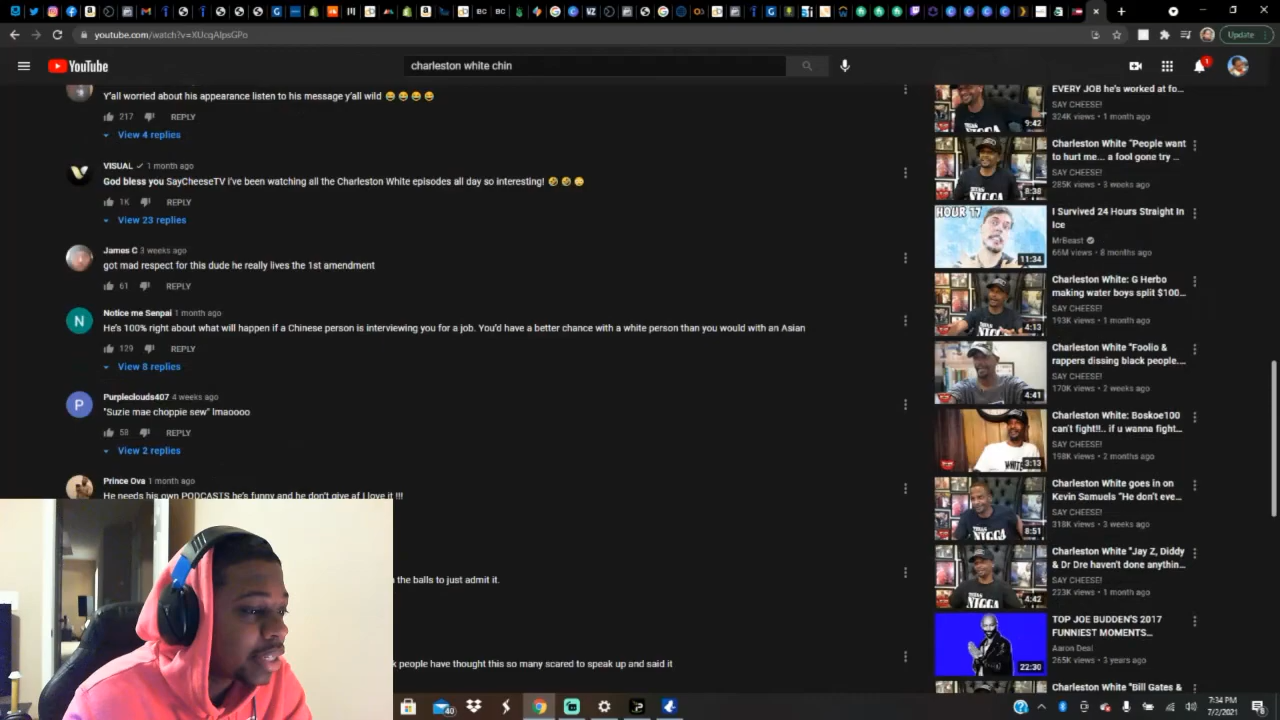 youtube.com/watch?v=XUcqAlpsGPo
Update
YouTube
charleston white chin
1
Y'all worried about his appearance listen to his message y'all wild 😂 😂 😂 😂
217 REPLY
View 4 replies
VISUAL 1 month ago
God bless you SayCheeseTV I've been watching all the Charleston White episodes all day so interesting!
1K REPLY
View 23 replies
James C 3 weeks ago
got mad respect for this dude he really lives the 1st amendment
61 REPLY
N
Notice me Senpai 1 month ago
He's 100% right about what will happen if a Chinese person is interviewing you for a job. You'd have a better chance with a white person than you would with an Asian
129 REPLY
View 8 replies
P
Purpleclouds407 4 weeks ago
"Suzie mae choppie sew" lmaoooo
58 REPLY
View 2 replies
Prince Ova 1 month ago
He needs his own PODCASTS he's funny and he don't give af I love it !!!
the balls to just admit it.
people have thought this so many scared to speak up and said it
EVERY JOB he's worked at fo...
SAY CHEESE!
324K views • 1 month ago
9:42
Charleston White "People want
to hurt me... a fool gone try ...
SAY CHEESE!
285K views • 3 weeks ago
8:38
HOUR 17
I Survived 24 Hours Straight In
Ice
MrBeast
66M views • 8 months ago
11:34
Charleston White: G Herbo
making water boys split $100...
SAY CHEESE!
193K views • 1 month ago
4:13
Charleston White "Foolio &
rappers dissing black people....
SAY CHEESE!
170K views • 2 weeks ago
4:41
Charleston White: Boskoe100
can't fight!!.. if u wanna fight...
SAY CHEESE!
198K views • 2 months ago
3:13
Charleston White goes in on
Kevin Samuels "He don't eve...
SAY CHEESE!
318K views • 3 weeks ago
8:51
Charleston White "Jay Z, Diddy
& Dr Dre haven't done anythin...
SAY CHEESE!
223K views • 1 month ago
4:42
TOP JOE BUDDEN'S 2017
FUNNIEST MOMENTS...
Aaron Deal
265K views • 3 years ago
22:30
Charleston White "Bill Gates &
40
7:34 PM
7/2/2021